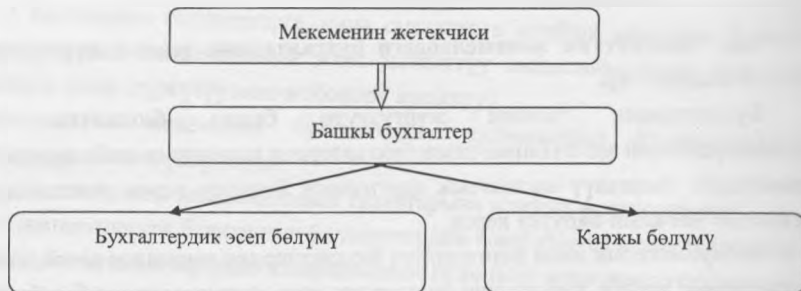 Мекеменин жетекчиси
Башкы бухгалтер
Бухгалтердик эсеп бөлүмү
Каржы бөлүмү